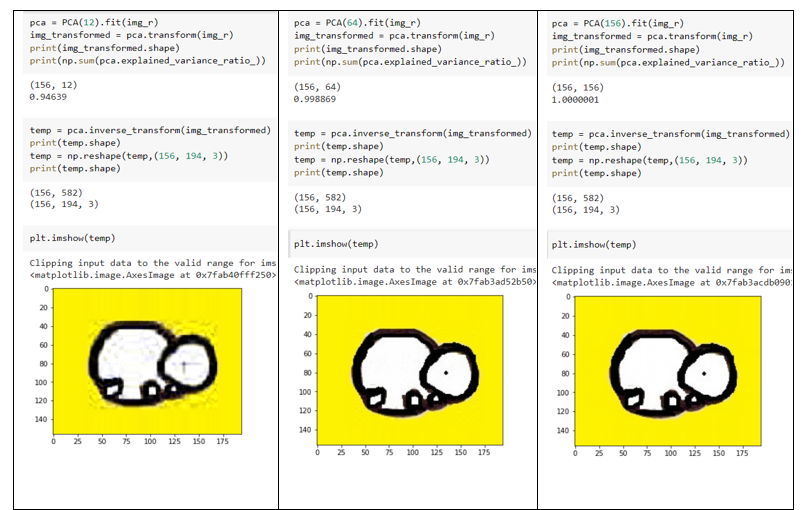 pca = PCA(12).fit(img_r)
img_transformed = pca.transform(img_r)
print(img_transformed.shape)
print(np.sum(pca.explained_variance_ratio_))
(156, 12)
0.94639
temp = pca.inverse_transform(img_transformed)
print(temp.shape)
temp = np.reshape(temp,(156, 194, 3))
print(temp.shape)
(156, 582)
(156, 194, 3)
plt.imshow(temp)
Clipping input data to the valid range for ims
<matplotlib.image.AxesImage at 0x7fab40fff250>
0
20
40
60
80
100
120
140
0 25 50 75 100 125 150 175
pca = PCA(64).fit(img_r)
img_transformed = pca.transform(img_r)
print(img_transformed.shape)
print(np.sum(pca.explained_variance_ratio_))
(156, 64)
0.998869
temp = pca.inverse_transform(img_transformed)
print(temp.shape)
temp = np.reshape(temp,(156, 194, 3))
print(temp.shape)
(156, 582)
(156, 194, 3)
plt.imshow(temp)
Clipping input data to the valid range for ims
<matplotlib.image.AxesImage at 0x7fab3ad52b50>
0
20
40
60
80
100
120
140
0 25 50 75 100 125 150 175
pca = PCA(156).fit(img_r)
img_transformed = pca.transform(img_r)
print(img_transformed.shape)
print(np.sum(pca.explained_variance_ratio_))
(156, 156)
1.0000001
temp = pca.inverse_transform(img_transformed)
print(temp.shape)
temp = np.reshape(temp,(156, 194, 3))
print(temp.shape)
(156, 582)
(156, 194, 3)
plt.imshow(temp)
Clipping input data to the valid range for ims
<matplotlib.image.AxesImage at 0x7fab3acdb090
0
20
40
60
80
100
120
140
0 25 50 75 100 125 150 175